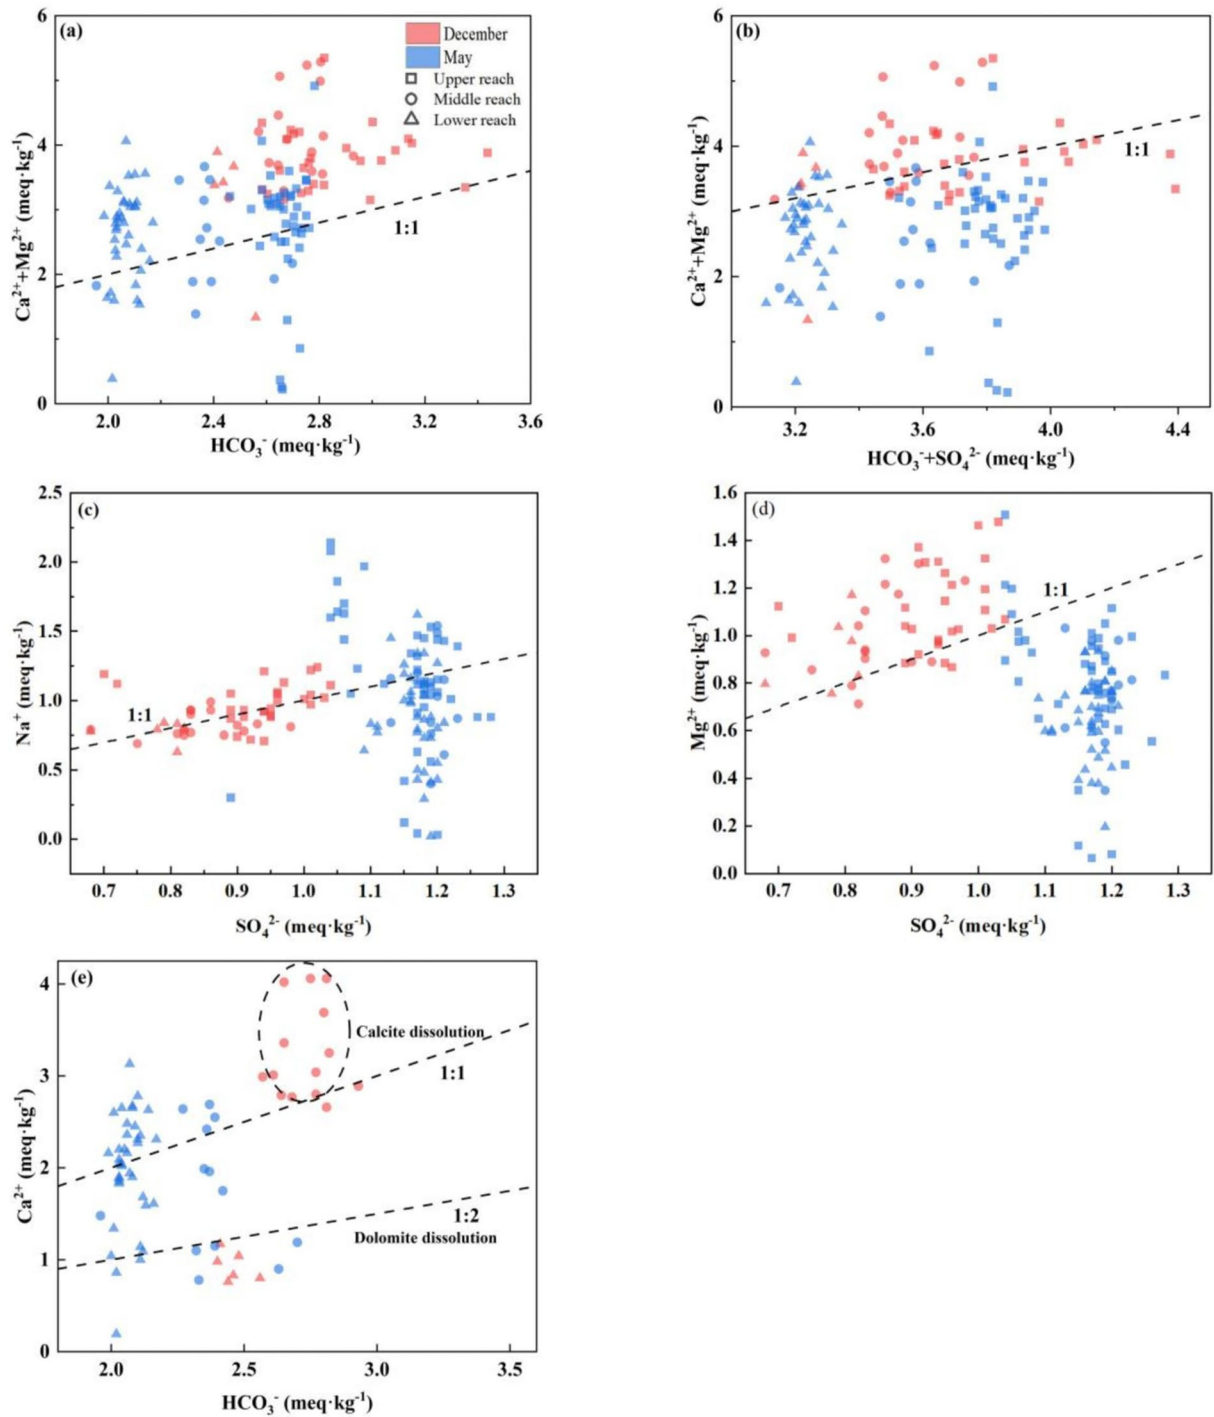 (a)
December
May
Upper reach
Middle reach
Lower reach
6
4
2
0
Ca²⁺+Mg²⁺ (meq·kg⁻¹)
1:1
2.0 2.4 2.8 3.2 3.6
HCO₃⁻ (meq·kg⁻¹)
(b)
6
4
2
0
Ca²⁺+Mg²⁺ (meq·kg⁻¹)
1:1
3.2 3.6 4.0 4.4
HCO₃⁻+SO₄²⁻ (meq·kg⁻¹)
(c)
2.5
2.0
1.5
1.0
0.5
0.0
Na⁺ (meq·kg⁻¹)
1:1
0.7 0.8 0.9 1.0 1.1 1.2 1.3
SO₄²⁻ (meq·kg⁻¹)
(d)
1.6
1.4
1.2
1.0
0.8
0.6
0.4
0.2
0.0
Mg²⁺ (meq·kg⁻¹)
1:1
0.7 0.8 0.9 1.0 1.1 1.2 1.3
SO₄²⁻ (meq·kg⁻¹)
(e)
4
3
2
1
0
Ca²⁺ (meq·kg⁻¹)
Calcite dissolution
1:1
1:2
Dolomite dissolution
2.0 2.5 3.0 3.5
HCO₃⁻ (meq·kg⁻¹)